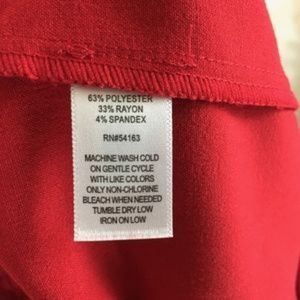 63% POLYESTER
33% RAYON
4% SPANDEX
RN#54163
MACHINE WASH COLD
ON GENTLE CYCLE
WITH LIKE COLORS
ONLY NON-CHLORINE
BLEACH WHEN NEEDED
TUMBLE DRY LOW
IRON ON LOW